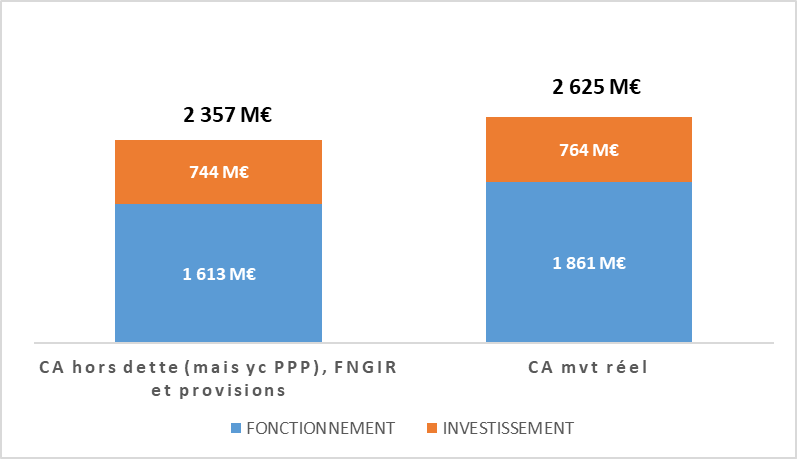 2 357 M€
2 625 M€
744 M€
764 M€
1 613 M€
1 861 M€
CA hors dette (mais yc PPP), FNGIR
et provisions
CA mvt réel
FONCTIONNEMENT
INVESTISSEMENT